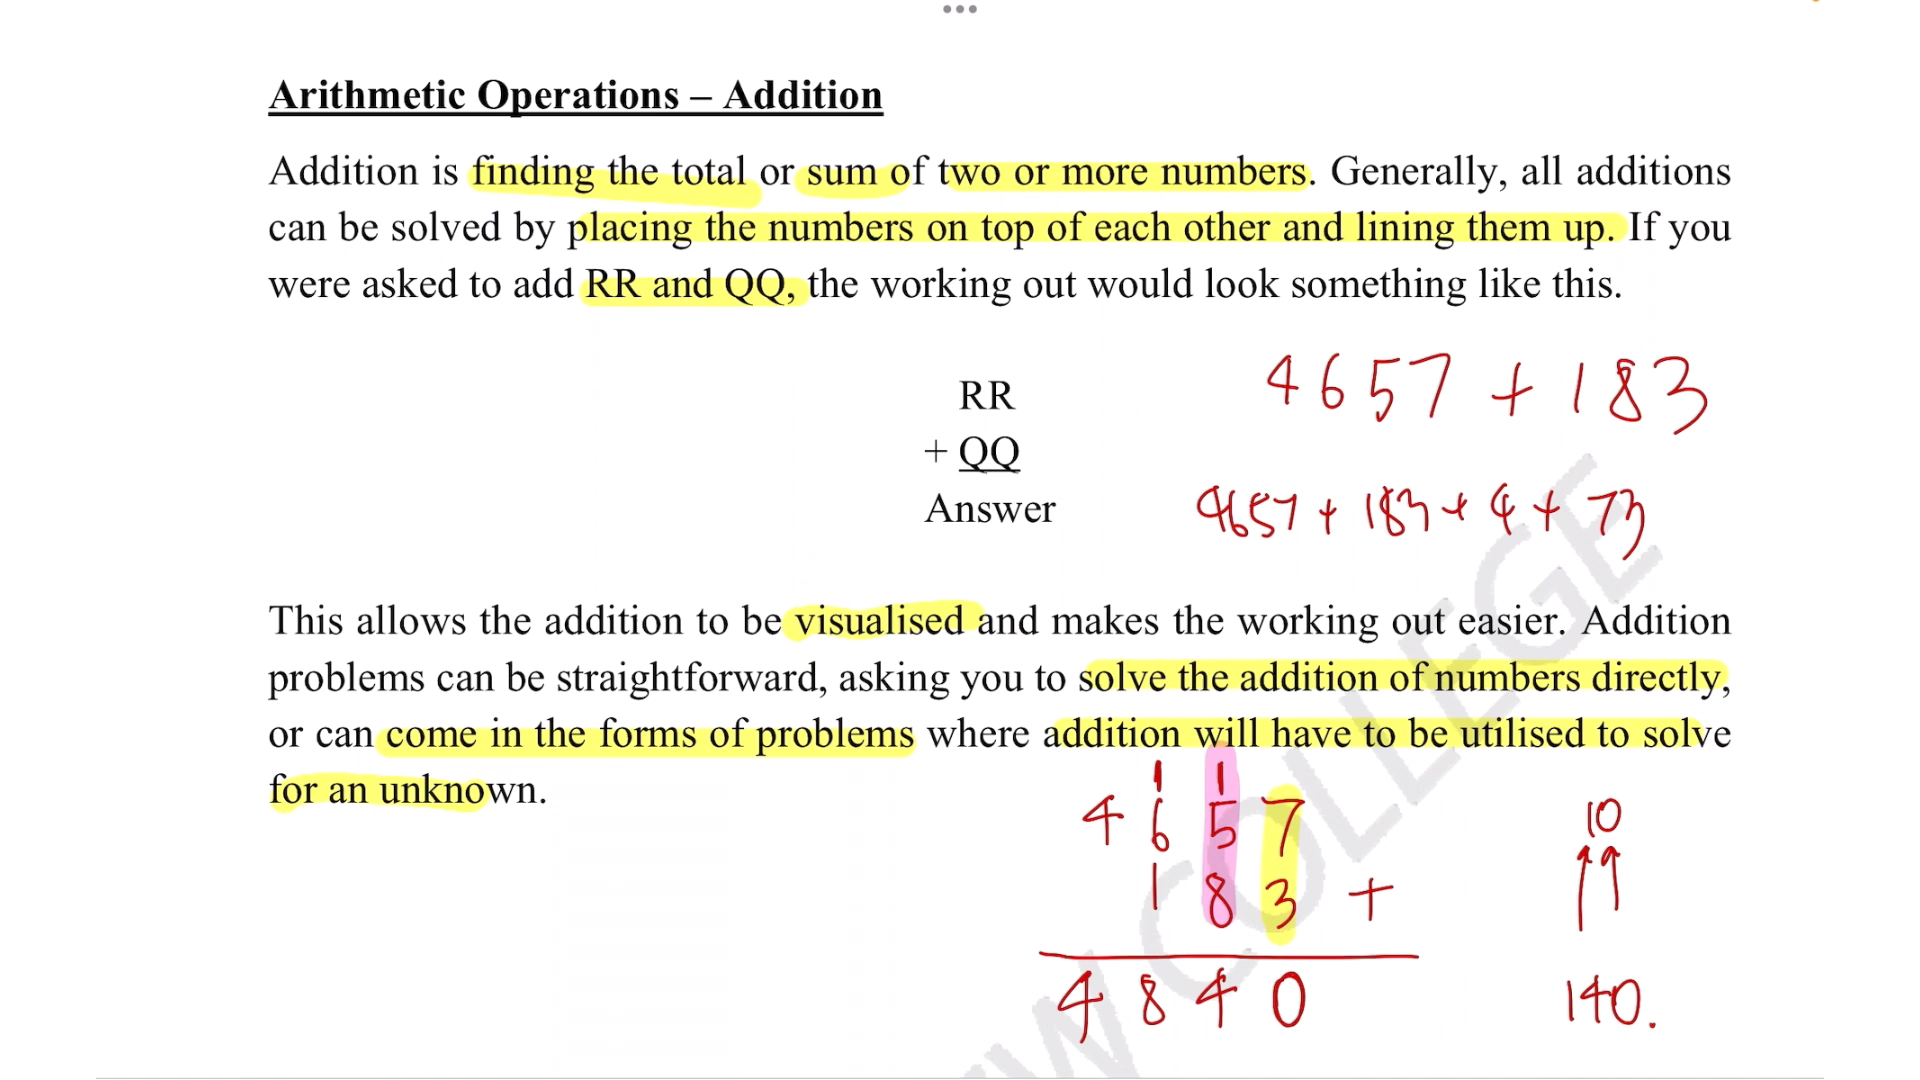 Arithmetic Operations – Addition
Addition is finding the total or sum of two or more numbers. Generally, all additions
can be solved by placing the numbers on top of each other and lining them up. If you
were asked to add RR and QQ, the working out would look something like this.
RR
+ QQ
Answer
4657 + 183
4657 + 183 + 4 + 73
This allows the addition to be visualised and makes the working out easier. Addition
problems can be straightforward, asking you to solve the addition of numbers directly,
or can come in the forms of problems where addition will have to be utilised to solve
for an unknown.
1 1
4 6 5 7
1 8 3 +
4 8 4 0
10
140.
W COLLEGE